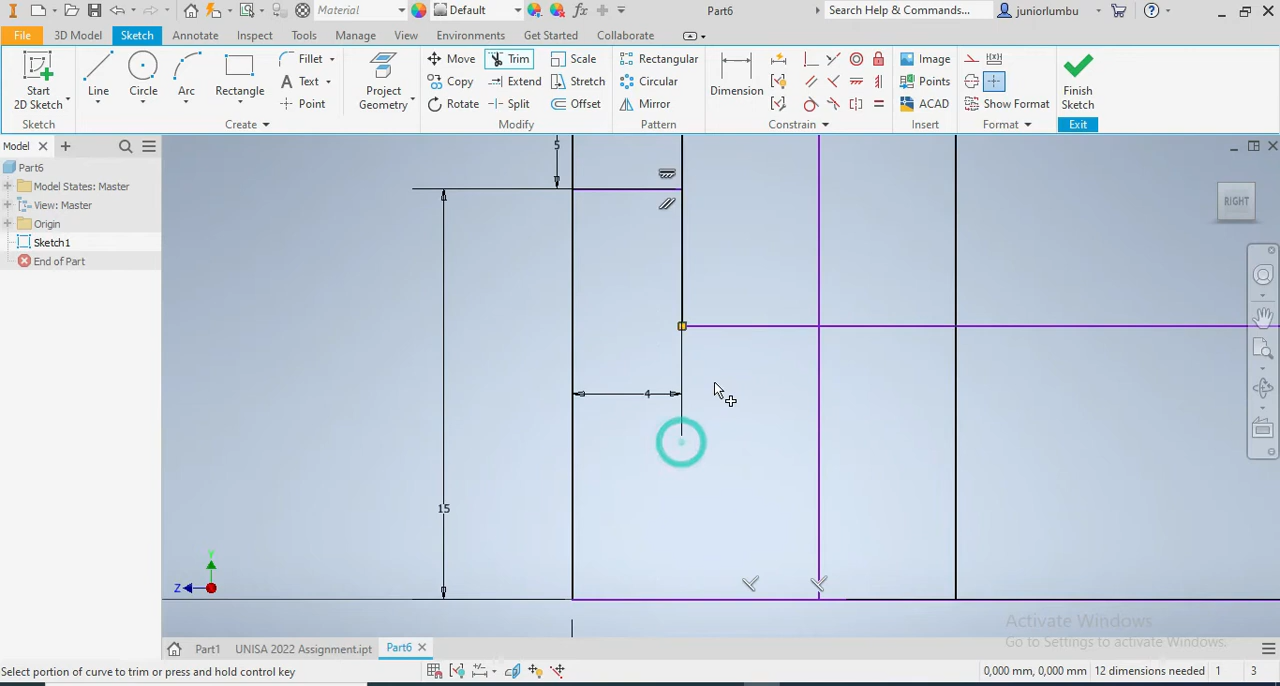 Material
Default
fx
Part6
Search Help & Commands...
juniorlumbu
File
3D Model
Sketch
Annotate
Inspect
Tools
Manage
View
Environments
Get Started
Collaborate
Start
2D Sketch
Line
Circle
Arc
Rectangle
Fillet
Text
Point
Project
Geometry
Move
Copy
Rotate
Trim
Extend
Split
Scale
Stretch
Offset
Rectangular
Circular
Mirror
Dimension
Image
Points
ACAD
Show Format
Finish
Sketch
Sketch
Create
Modify
Pattern
Constrain
Insert
Format
Exit
Model
Part6
Model States: Master
View: Master
Origin
Sketch1
End of Part
5
4
15
RIGHT
Y
Z
Activate Windows
Go to Settings to activate Windows.
Part1
UNISA 2022 Assignment.ipt
Part6
Select portion of curve to trim or press and hold control key
0,000 mm, 0,000 mm
12 dimensions needed
1
3